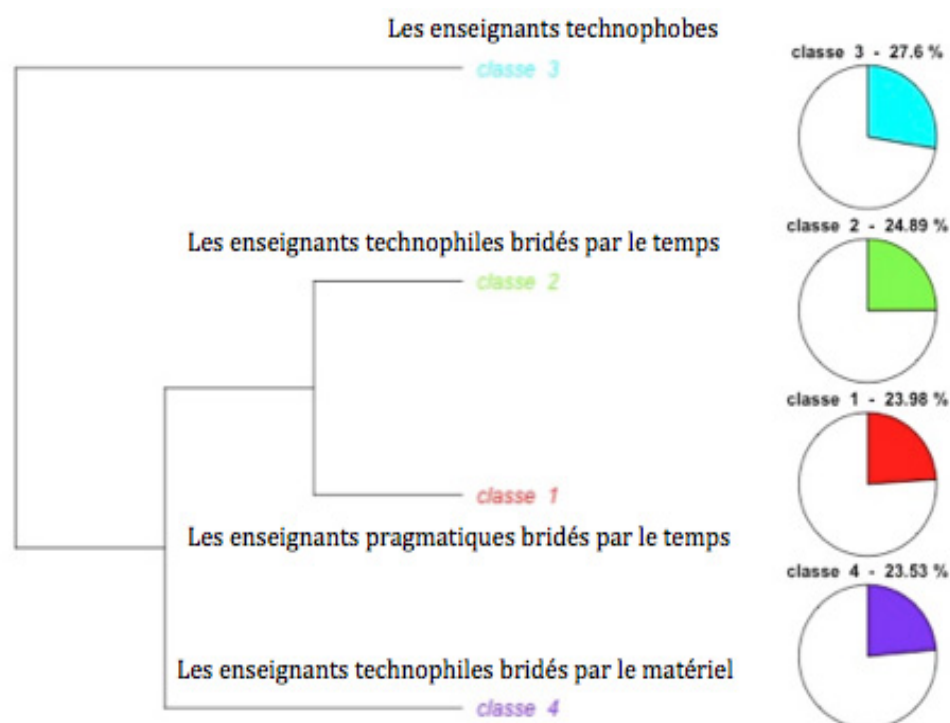 Les enseignants technophobes
classe 3 - 27.6 %
classe 3
classe 2 - 24.89 %
Les enseignants technophiles bridés par le temps
classe 2
classe 1 - 23.98 %
classe 1
Les enseignants pragmatiques bridés par le temps
classe 4 - 23.53 %
Les enseignants technophiles bridés par le matériel
classe 4